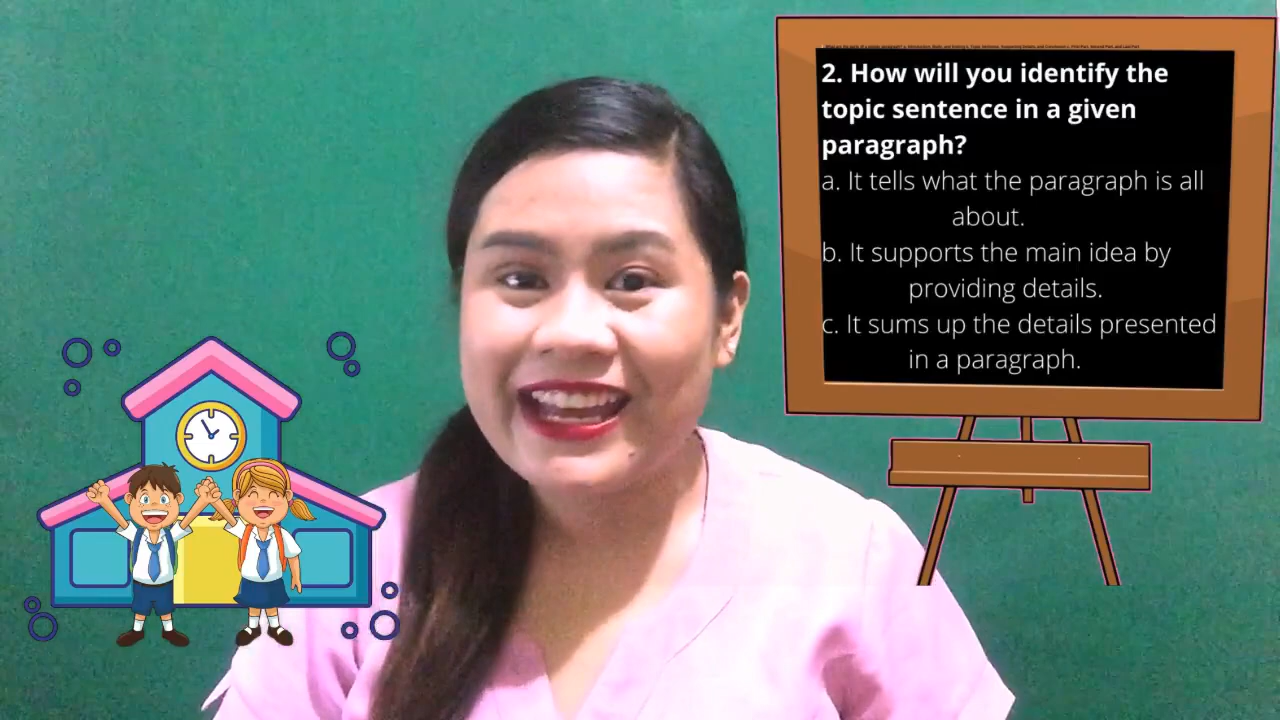 2. How will you identify the
topic sentence in a given
paragraph?
a. It tells what the paragraph is all
about.
b. It supports the main idea by
providing details.
c. It sums up the details presented
in a paragraph.